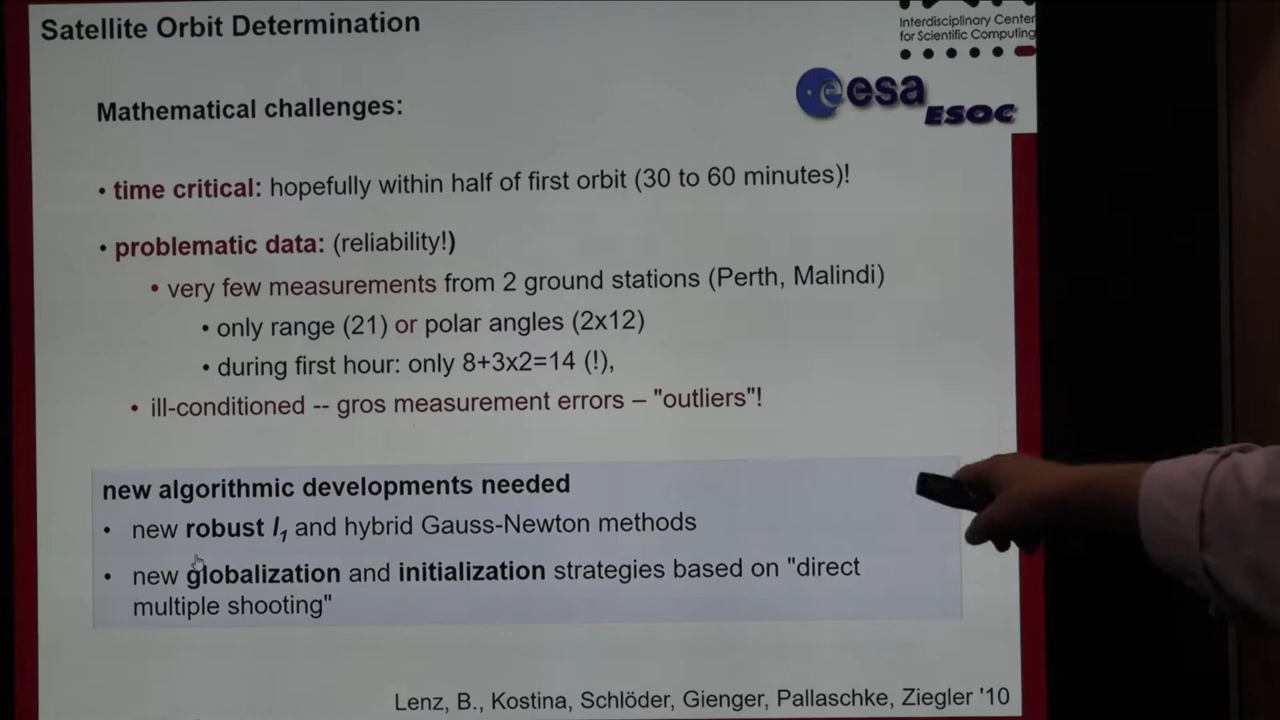 Satellite Orbit Determination
Interdisciplinary Center
for Scientific Computing
esa
ESOC
Mathematical challenges:
• time critical: hopefully within half of first orbit (30 to 60 minutes)!
• problematic data: (reliability!)
• very few measurements from 2 ground stations (Perth, Malindi)
• only range (21) or polar angles (2x12)
• during first hour: only 8+3x2=14 (!),
• ill-conditioned -- gros measurement errors – "outliers"!
new algorithmic developments needed
• new robust l1 and hybrid Gauss-Newton methods
• new globalization and initialization strategies based on "direct
multiple shooting"
Lenz, B., Kostina, Schlöder, Gienger, Pallaschke, Ziegler '10